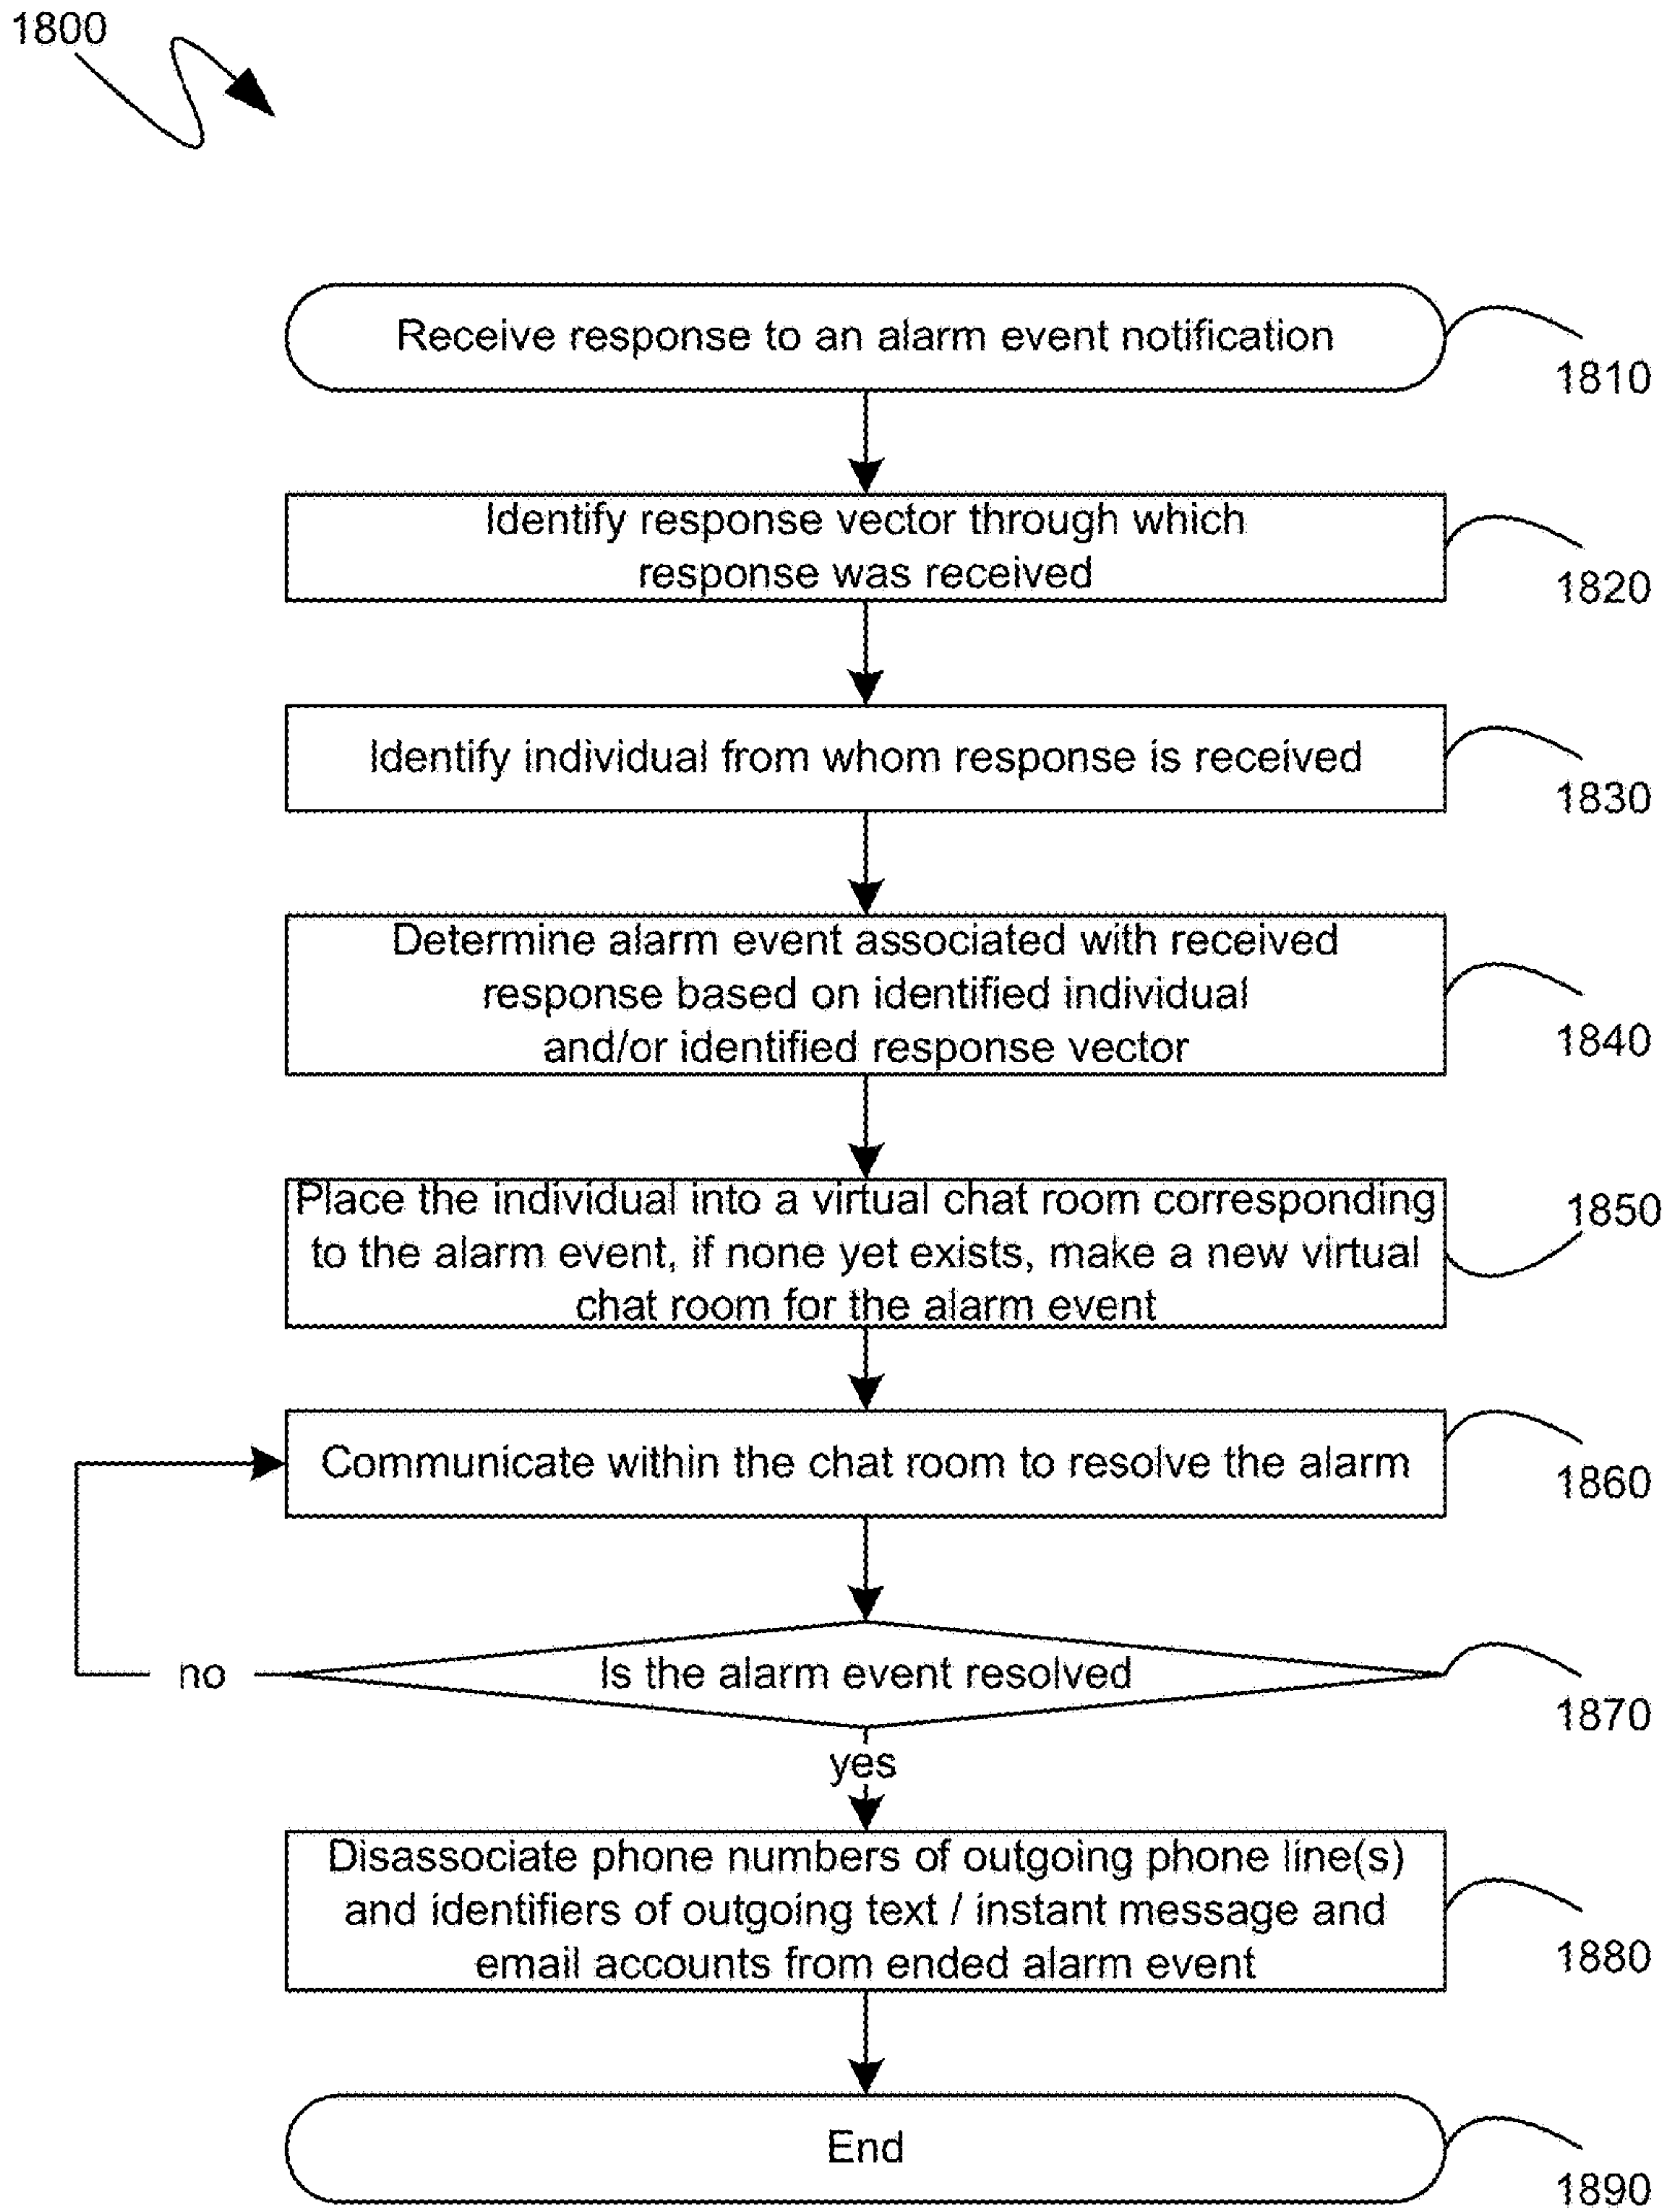 1800
Receive response to an alarm event notification
1810
Identify response vector through which
response was received
1820
Identify individual from whom response is received
1830
Determine alarm event associated with received
response based on identified individual
and/or identified response vector
1840
Place the individual into a virtual chat room corresponding
to the alarm event, if none yet exists, make a new virtual
chat room for the alarm event
1850
Communicate within the chat room to resolve the alarm
1860
Is the alarm event resolved
no
1870
yes
Disassociate phone numbers of outgoing phone line(s)
and identifiers of outgoing text / instant message and
email accounts from ended alarm event
1880
End
1890